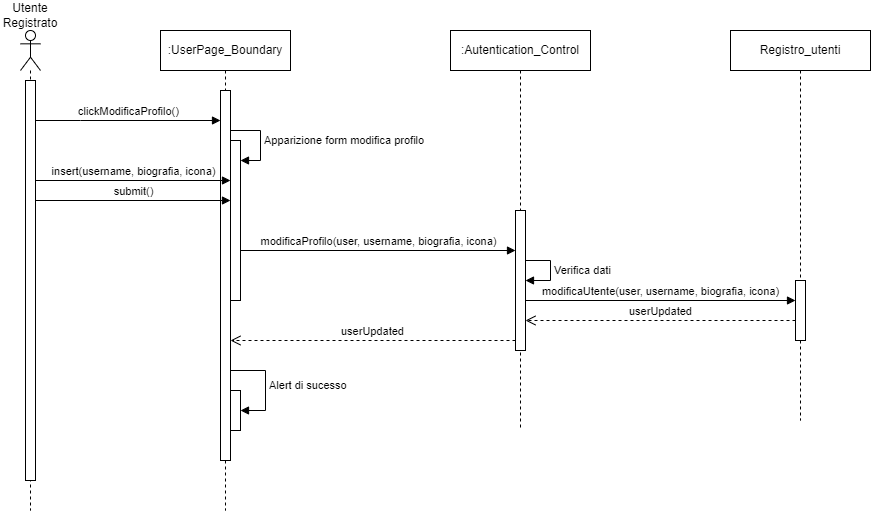 Utente
Registrato
:UserPage_Boundary
:Autentication_Control
Registro_utenti
clickModificaProfilo()
Apparizione form modifica profilo
insert(username, biografia, icona)
submit()
modificaProfilo(user, username, biografia, icona)
Verifica dati
modificaUtente(user, username, biografia, icona)
userUpdated
userUpdated
Alert di sucesso